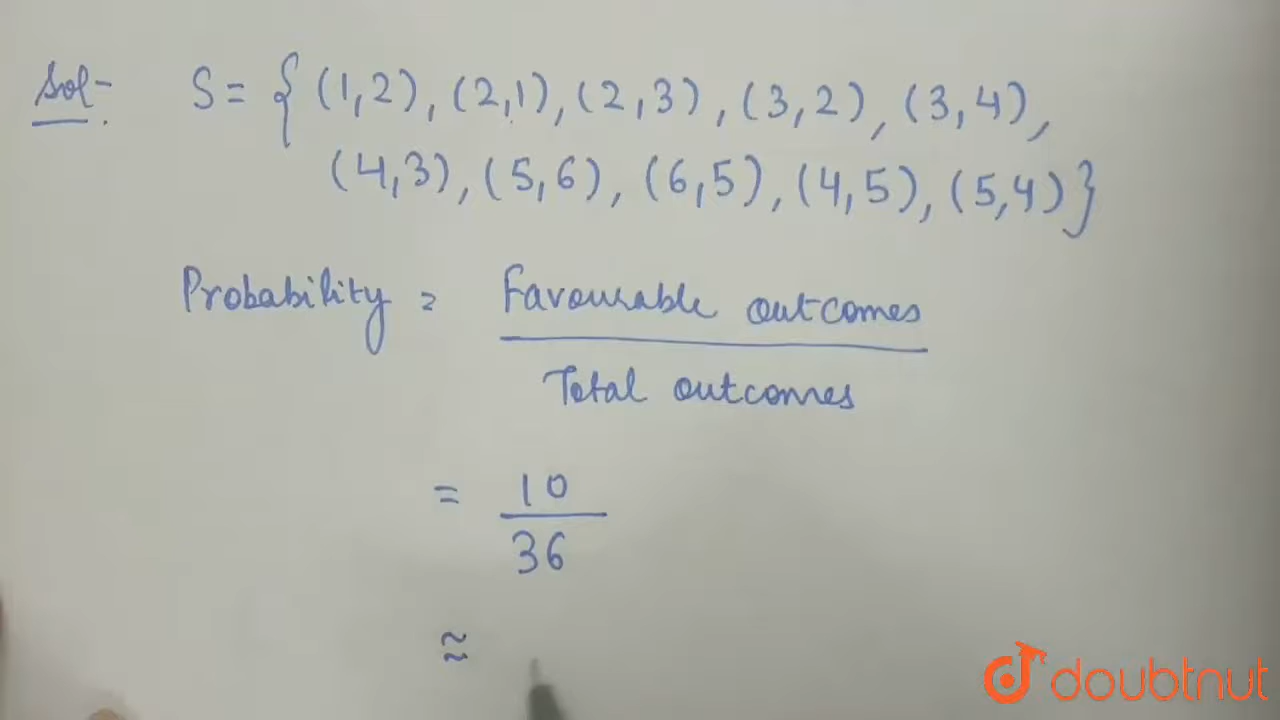 Sol-. S = { (1,2), (2,1), (2,3), (3,2), (3,4),
(4,3), (5,6), (6,5), (4,5), (5,4) }
Probability = Favourable outcomes
Total outcomes
= 10
36
≈
doubtnut